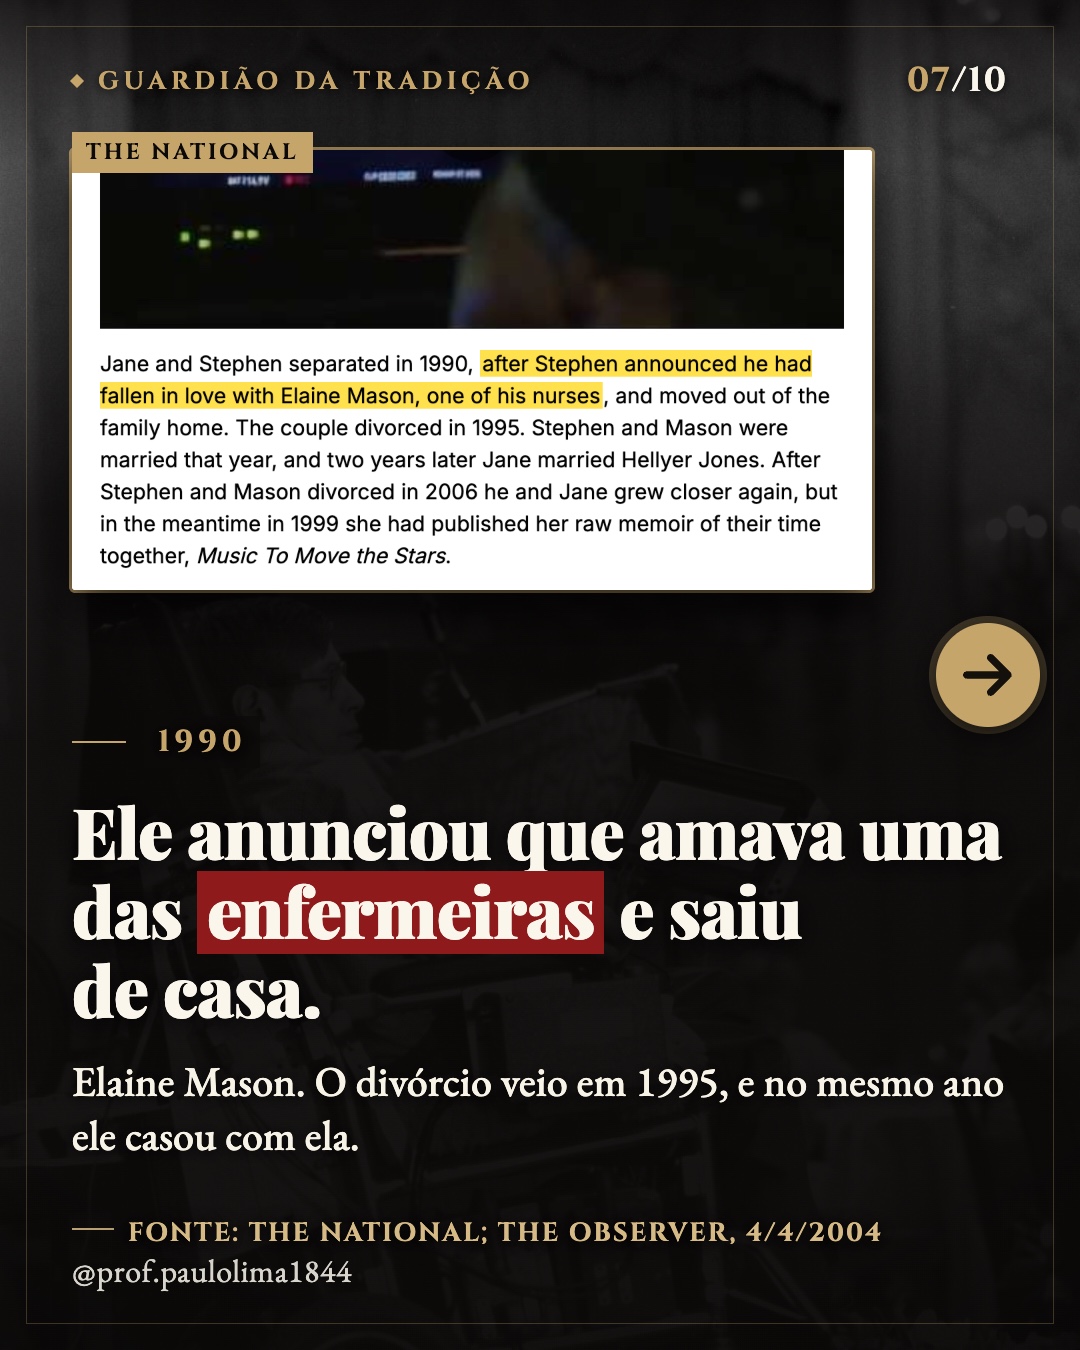 GUARDIÃO DA TRADIÇÃO
07/10
THE NATIONAL
Jane and Stephen separated in 1990, after Stephen announced he had
fallen in love with Elaine Mason, one of his nurses, and moved out of the
family home. The couple divorced in 1995. Stephen and Mason were
married that year, and two years later Jane married Hellyer Jones. After
Stephen and Mason divorced in 2006 he and Jane grew closer again, but
in the meantime in 1999 she had published her raw memoir of their time
together, Music To Move the Stars.
1990
Ele anunciou que amava uma
das enfermeiras e saiu
de casa.
Elaine Mason. O divórcio veio em 1995, e no mesmo ano
ele casou com ela.
FONTE: THE NATIONAL; THE OBSERVER, 4/4/2004
@prof.paulolima1844